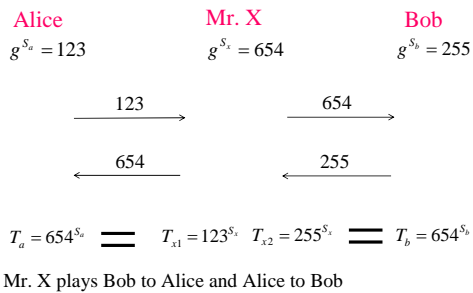 Alice Mr. X Bob
g^{S_a} = 123 g^{S_x} = 654 g^{S_b} = 255
123 654
654 255
T_a = 654^{S_a} = T_{x1} = 123^{S_x} T_{x2} = 255^{S_x} = T_b = 654^{S_b}
Mr. X plays Bob to Alice and Alice to Bob